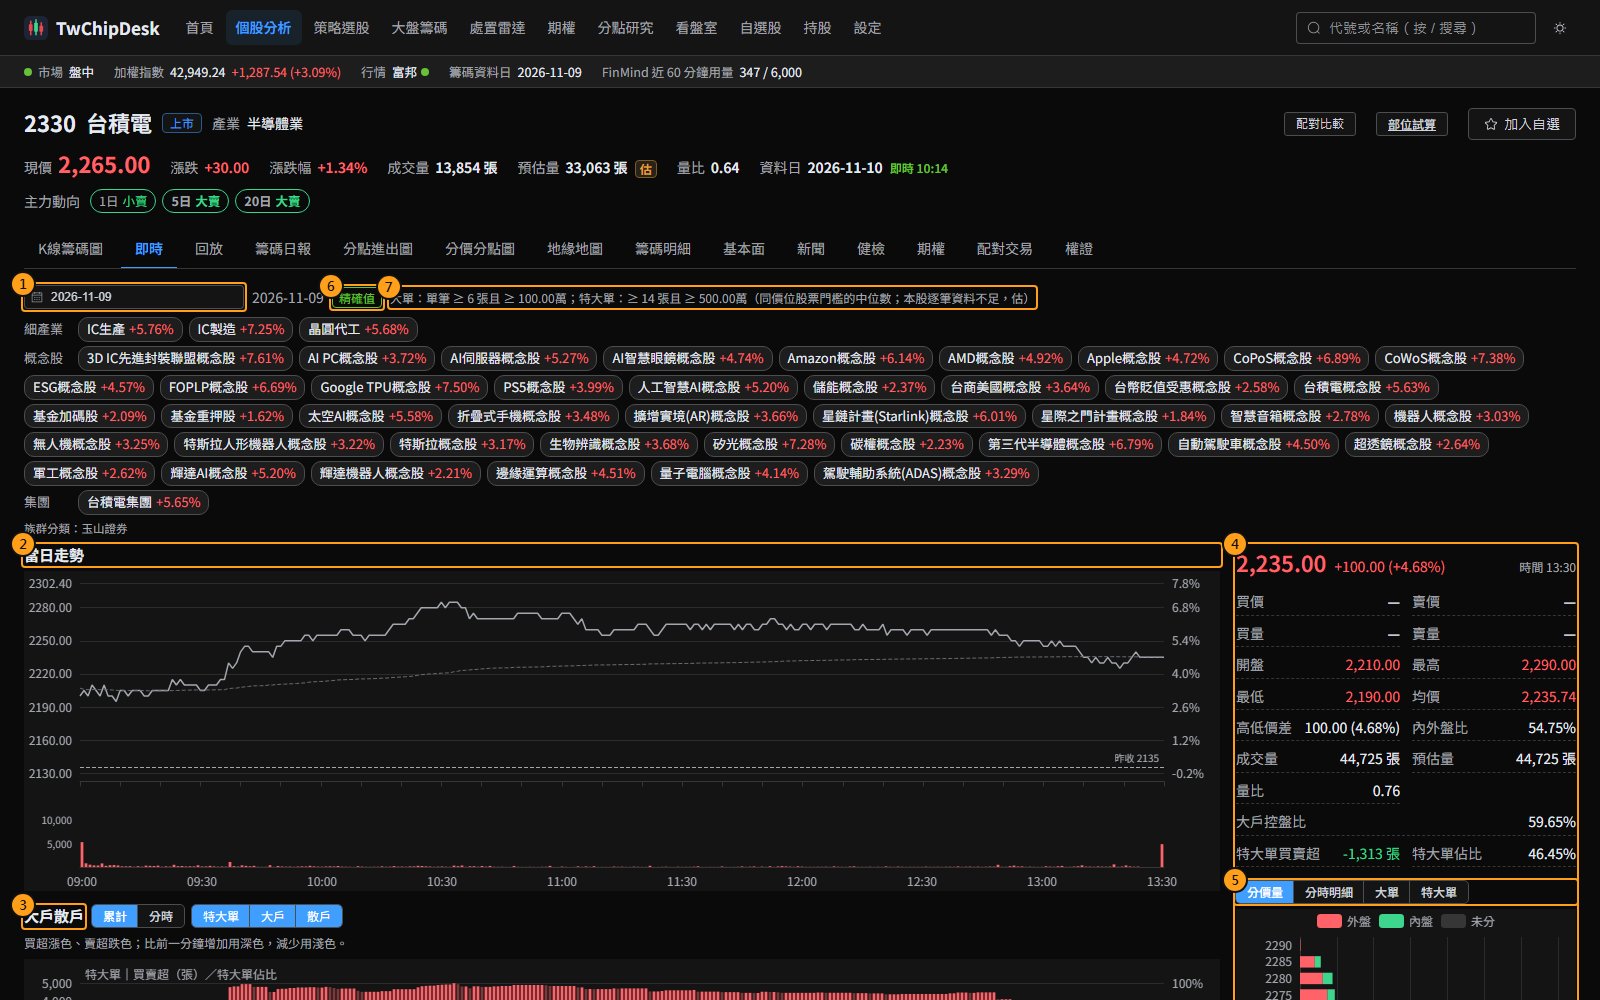 TwChipDesk 首頁 個股分析 策略選股 大盤籌碼 處置雷達 期權 分點研究 看盤室 自選股 持股 設定 代號或名稱（按 / 搜尋）
市場 盤中 加權指數 42,949.24 +1,287.54 (+3.09%) 行情 富邦 籌碼資料日 2026-11-09 FinMind 近 60 分鐘用量 347 / 6,000
2330 台積電 上市 產業 半導體業 配對比較 部位試算 加入自選
現價 2,265.00 漲跌 +30.00 漲跌幅 +1.34% 成交量 13,854 張 預估量 33,063 張 估 量比 0.64 資料日 2026-11-10 即時 10:14
主力動向 1日 小賣 5日 大賣 20日 大賣
K線籌碼圖 即時 回放 籌碼日報 分點進出圖 分價分點圖 地緣地圖 籌碼明細 基本面 新聞 健檢 期權 配對交易 權證
1 6 7
2026-11-09 2026-11-09 精確值 大單：單筆 ≥ 6 張且 ≥ 100.00萬；特大單：≥ 14 張且 ≥ 500.00萬（同價位股票門檻的中位數；本股逐筆資料不足，估）
細產業 IC生產 +5.76% IC製造 +7.25% 晶圓代工 +5.68%
概念股 3D IC先進封裝聯盟概念股 +7.61% AI PC概念股 +3.72% AI伺服器概念股 +5.27% AI智慧眼鏡概念股 +4.74% Amazon概念股 +6.14% AMD概念股 +4.92% Apple概念股 +4.72% CoPoS概念股 +6.89% CoWoS概念股 +7.38%
ESG概念股 +4.57% FOPLP概念股 +6.69% Google TPU概念股 +7.50% PS5概念股 +3.99% 人工智慧AI概念股 +5.20% 儲能概念股 +2.37% 台商美國概念股 +3.64% 台幣貶值受惠概念股 +2.58% 台積電概念股 +5.63%
基金加碼股 +2.09% 基金重押股 +1.62% 太空AI概念股 +5.58% 折疊式手機概念股 +3.48% 擴增實境(AR)概念股 +3.66% 星鏈計畫(Starlink)概念股 +6.01% 星際之門計畫概念股 +1.84% 智慧音箱概念股 +2.78% 機器人概念股 +3.03%
無人機概念股 +3.25% 特斯拉人形機器人概念股 +3.22% 特斯拉概念股 +3.17% 生物辨識概念股 +3.68% 矽光概念股 +7.28% 碳權概念股 +2.23% 第三代半導體概念股 +6.79% 自動駕駛車概念股 +4.50% 超透鏡概念股 +2.64%
軍工概念股 +2.62% 輝達AI概念股 +5.20% 輝達機器人概念股 +2.21% 邊緣運算概念股 +4.51% 量子電腦概念股 +4.14% 駕駛輔助系統(ADAS)概念股 +3.29%
集團 台積電集團 +5.65%
族群分類：玉山證券
2 當日走勢
2302.40 7.8%
2280.00 6.8%
2250.00 5.4%
2220.00 4.0%
2190.00 2.6%
2160.00 1.2%
昨收 2135
2130.00 -0.2%
10,000
5,000
09:00 09:30 10:00 10:30 11:00 11:30 12:00 12:30 13:00 13:30
3 大戶散戶 累計 分時 特大單 大戶 散戶
買超漲色、賣超跌色；比前一分鐘增加用深色，減少用淺色。
特大單｜買賣超（張）／特大單佔比
5,000 100%
4,000
4
2,235.00 +100.00 (+4.68%) 時間 13:30
買價 — 賣價 —
買量 — 賣量 —
開盤 2,210.00 最高 2,290.00
最低 2,190.00 均價 2,235.74
高低價差 100.00 (4.68%) 內外盤比 54.75%
成交量 44,725 張 預估量 44,725 張
量比 0.76
大戶控盤比 59.65%
特大單買賣超 -1,313 張 特大單佔比 46.45%
5 分價量 分時明細 大單 特大單
外盤 內盤 未分
2290
2285
2280
2275